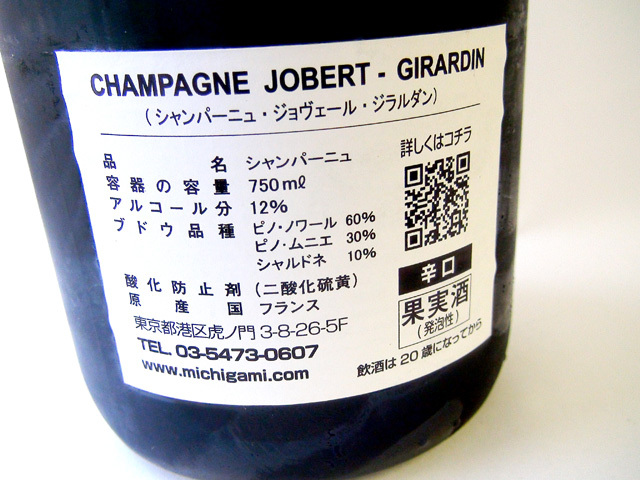 CHAMPAGNE JOBERT - GIRARDIN
(シャンパーニュ・ジョヴェール・ジラルダン)
品名 シャンパーニュ
容器の容量 750mℓ
アルコール分 12%
ブドウ品種 ピノ・ノワール 60%
ピノ・ムニエ 30%
シャルドネ 10%
酸化防止剤 (二酸化硫黄)
原産国 フランス
東京都港区虎ノ門3-8-26-5F
TEL. 03-5473-0607
www.michigami.com
詳しくはコチラ
辛口
果実酒
(発泡性)
飲酒は20歳になってから